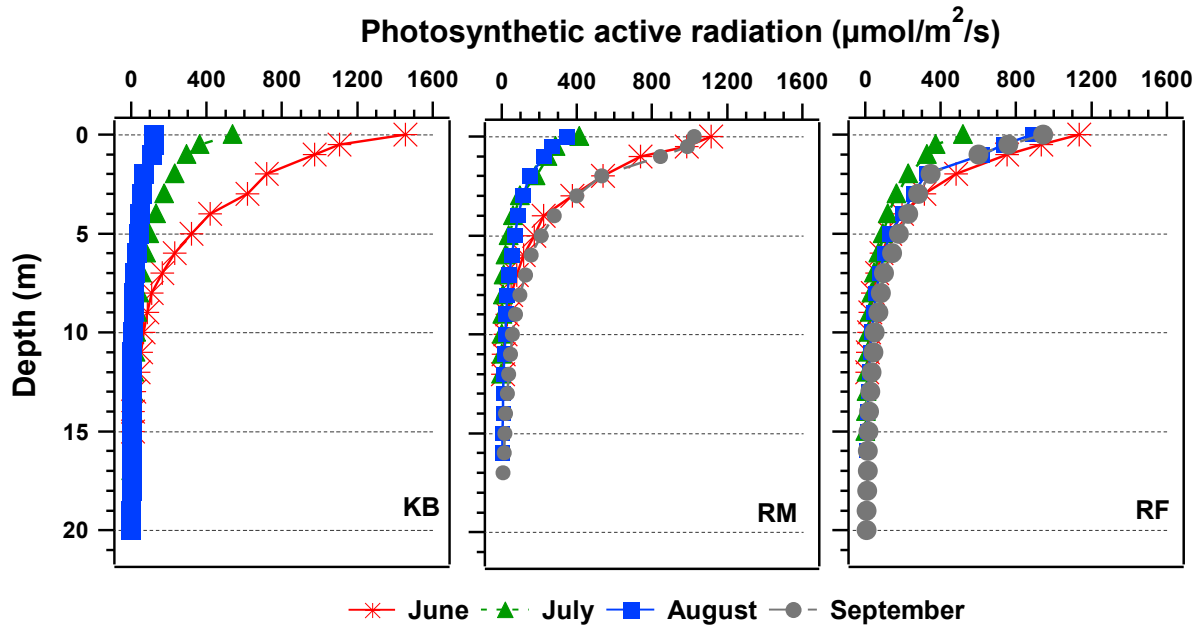 Photosynthetic active radiation (µmol/m²/s)
0 400 800 1200 1600 0 400 800 1200 1600 0 400 800 1200 1600
Depth (m)
0
5
10
15
20
KB RM RF
June July August September